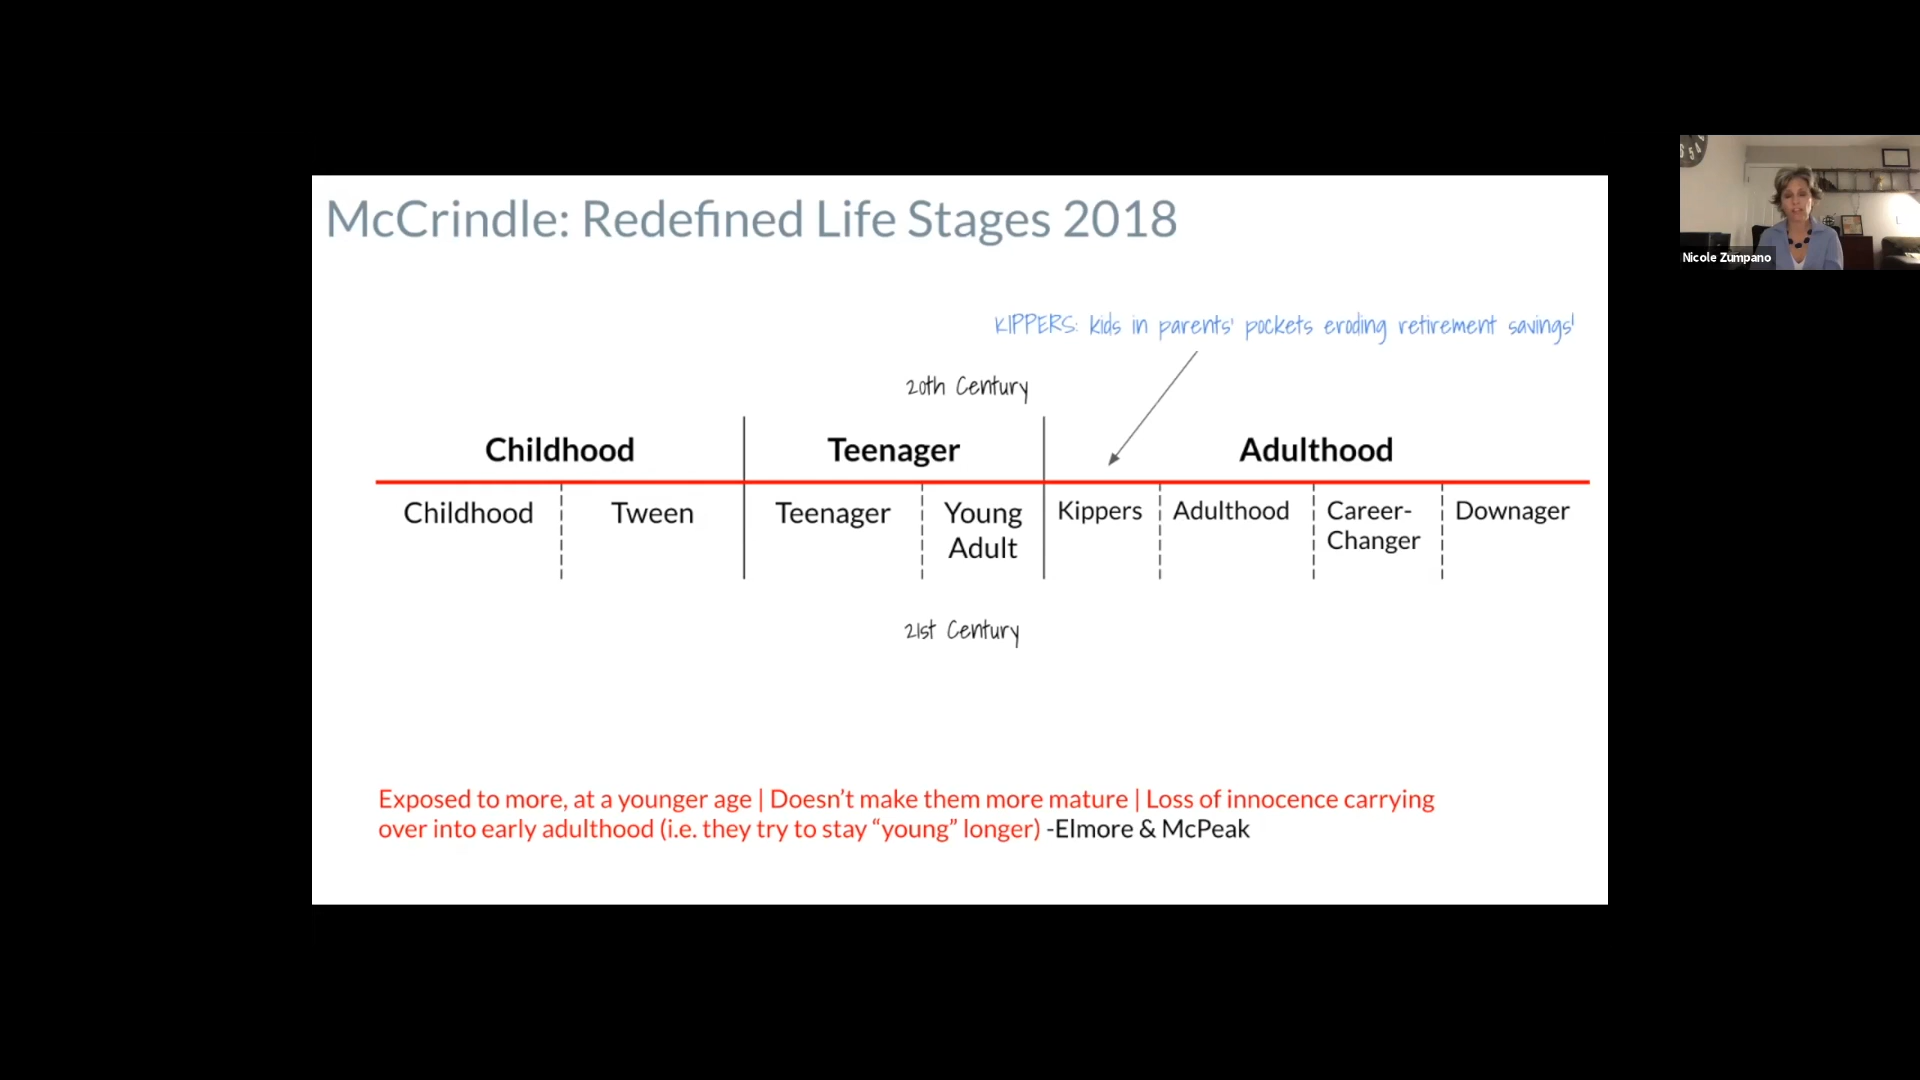 McCrindle: Redefined Life Stages 2018
Nicole Zumpano
KIPPERS: kids in parents' pockets eroding retirement savings!
20th Century
Childhood Teenager Adulthood
Childhood Tween Teenager Young Adult Kippers Adulthood Career-Changer Downager
21st Century
Exposed to more, at a younger age | Doesn’t make them more mature | Loss of innocence carrying
over into early adulthood (i.e. they try to stay “young” longer) -Elmore & McPeak